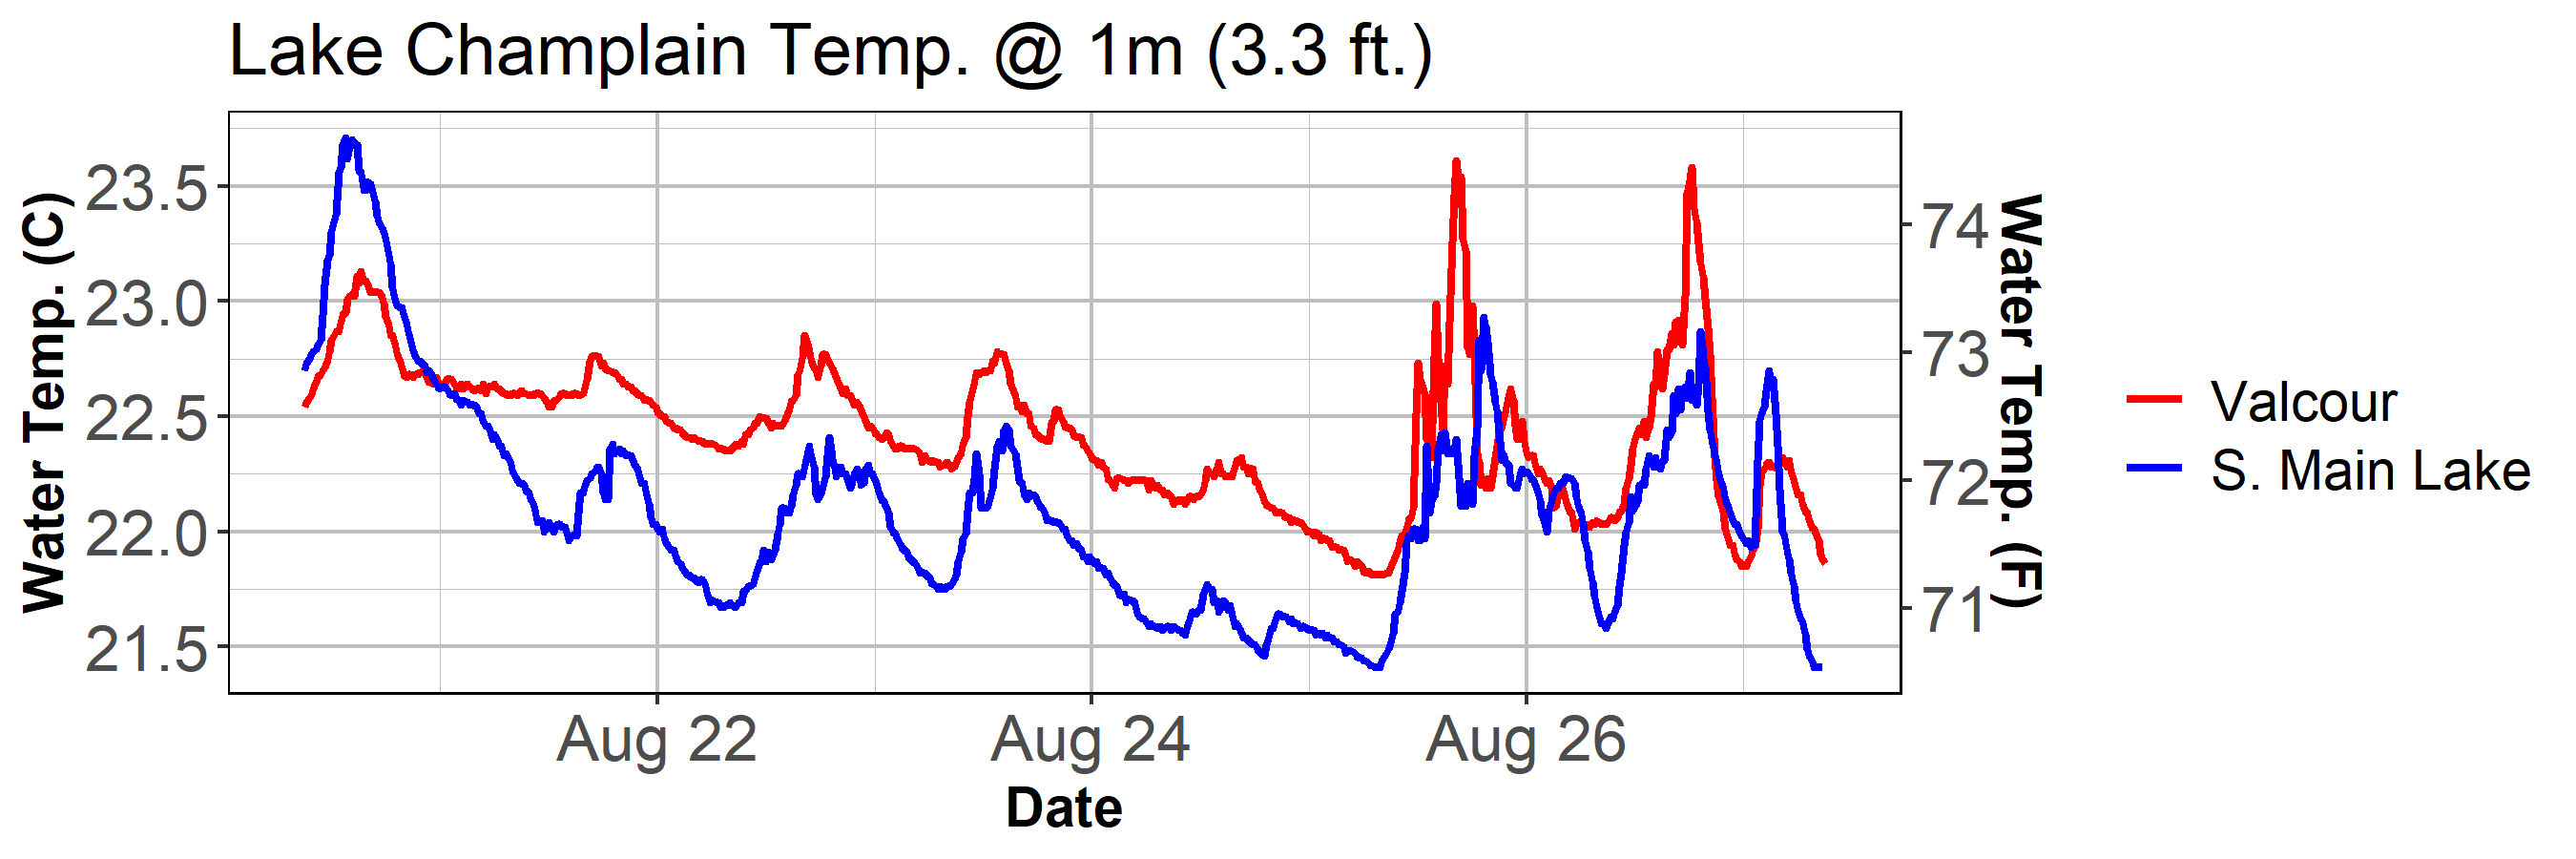 Lake Champlain Temp. @ 1m (3.3 ft.)
Water Temp. (C)
23.5
23.0
22.5
22.0
21.5
74
73
72
71
Water Temp. (F)
Aug 22
Aug 24
Aug 26
Date
Valcour
S. Main Lake